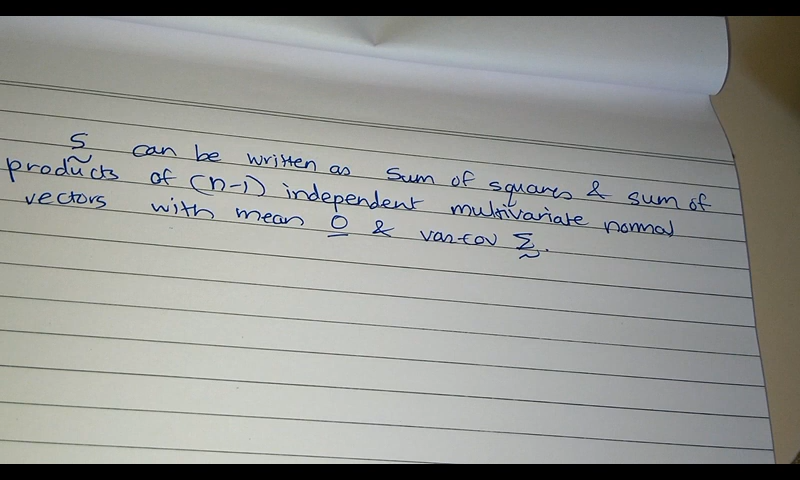 S̰ can be written as sum of squares & sum of
products of (n-1) independent multivariate normal
vectors with mean 0̲ & var-cov Σ̰.